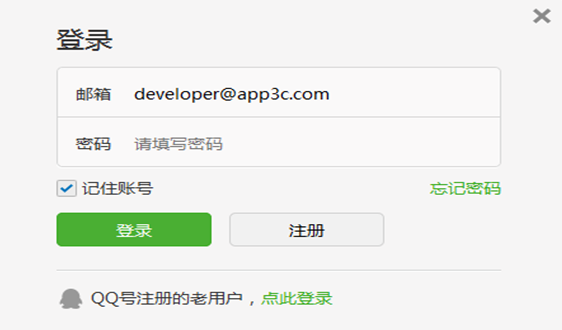 登录
邮箱 developer@app3c.com
密码 请填写密码
记住账号 忘记密码
登录 注册
QQ号注册的老用户，点此登录